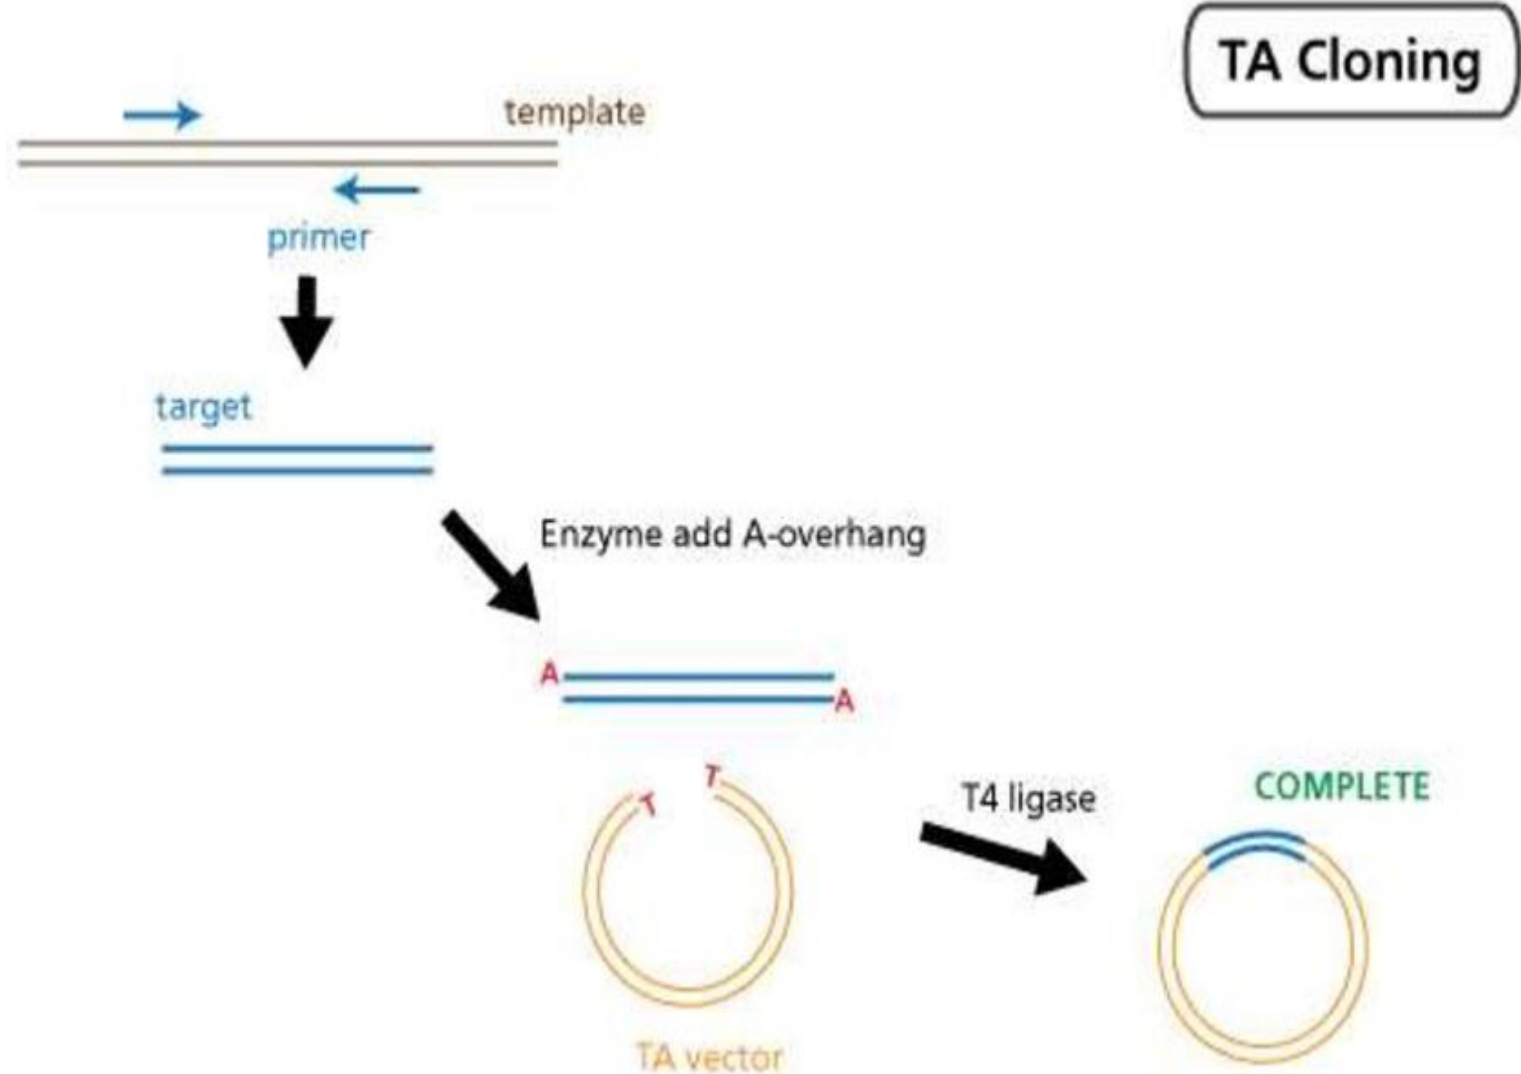 TA Cloning
template
primer
target
Enzyme add A-overhang
A
A
T
T
T4 ligase
COMPLETE
TA vector